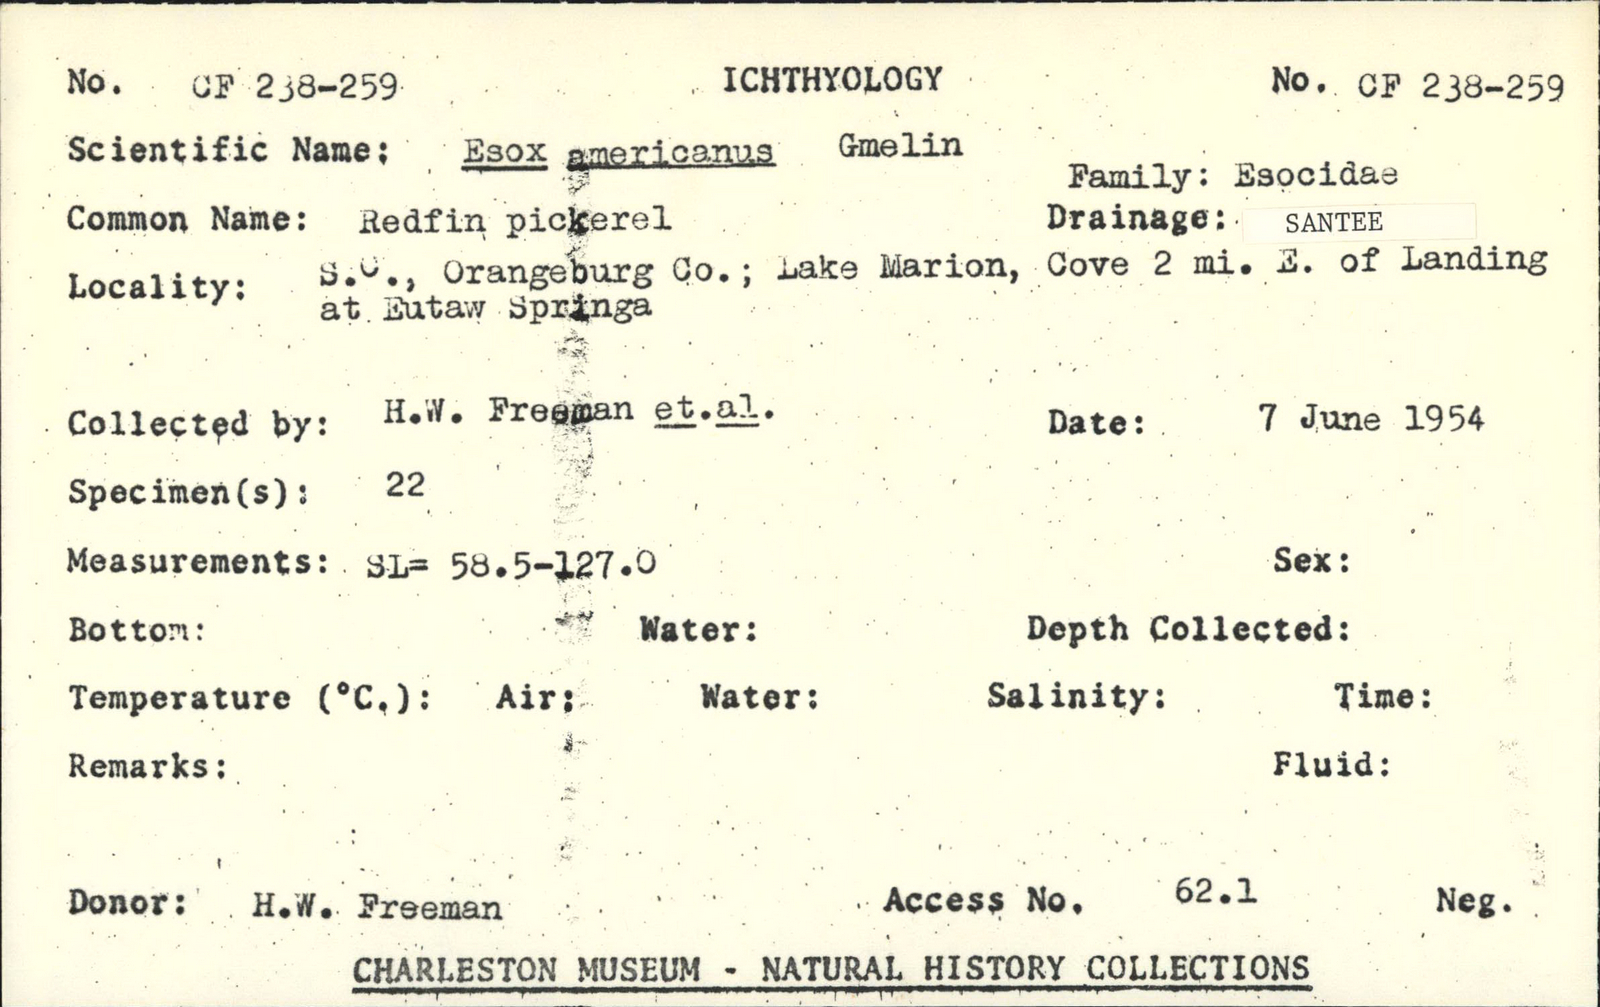 No. CF 238-259 ICHTHYOLOGY No. CF 238-259
Scientific Name: Esox americanus Gmelin
Family: Esocidae
Common Name: Redfin pickerel Drainage: SANTEE
Locality: S.C., Orangeburg Co.; Lake Marion, Cove 2 mi. E. of Landing
at Eutaw Springa
Collected by: H.W. Freeman et.al. Date: 7 June 1954
Specimen(s): 22
Measurements: SL= 58.5-127.0 Sex:
Bottom: Water: Depth Collected:
Temperature (°C.): Air: Water: Salinity: Time:
Remarks: Fluid:
Donor: H.W. Freeman Access No. 62.1 Neg.
CHARLESTON MUSEUM - NATURAL HISTORY COLLECTIONS